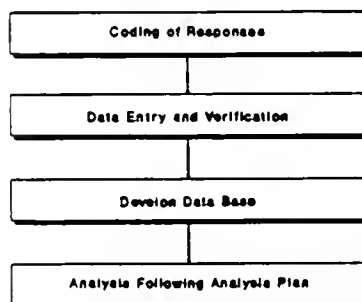 Coding of Responses
Data Entry and Verification
Develop Data Base
Analysis Following Analysis Plan